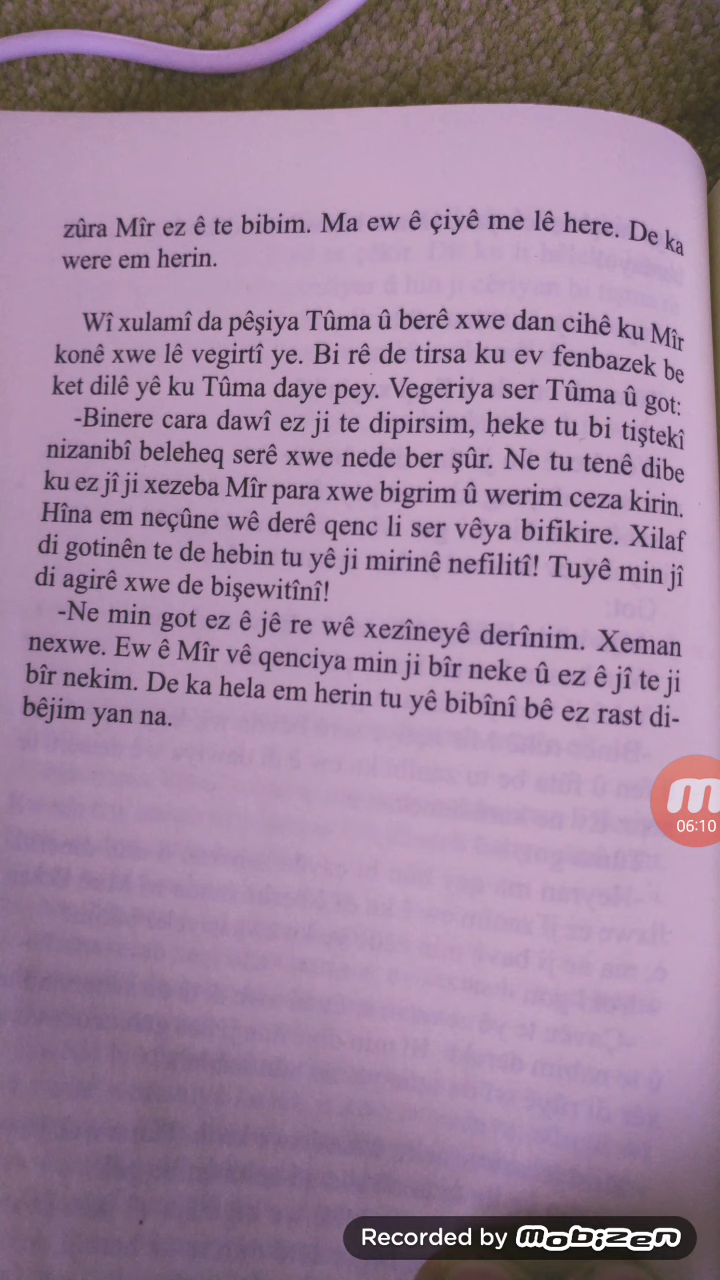 zûra Mîr ez ê te bibim. Ma ew ê çiyê me lê here. De ka
were em herin.
Wî xulamî da pêşiya Tûma û berê xwe dan cihê ku Mîr
konê xwe lê vegirtî ye. Bi rê de tirsa ku ev fenbazek be
ket dilê yê ku Tûma daye pey. Vegeriya ser Tûma û got:
-Binere cara dawî ez ji te dipirsim, heke tu bi tiştekî
nizanibî beleheq serê xwe nede ber şûr. Ne tu tenê dibe
ku ez jî ji xezeba Mîr para xwe bigrim û werim ceza kirin.
Hîna em neçûne wê derê qenc li ser vêya bifikire. Xilaf
di gotinên te de hebin tu yê ji mirinê nefilitî! Tuyê min jî
di agirê xwe de bişewitînî!
-Ne min got ez ê jê re wê xezîneyê derînim. Xeman
nexwe. Ew ê Mîr vê qenciya min ji bîr neke û ez ê jî te ji
bîr nekim. De ka hela em herin tu yê bibînî bê ez rast di-
bêjim yan na.
06:10
Recorded by mobizen